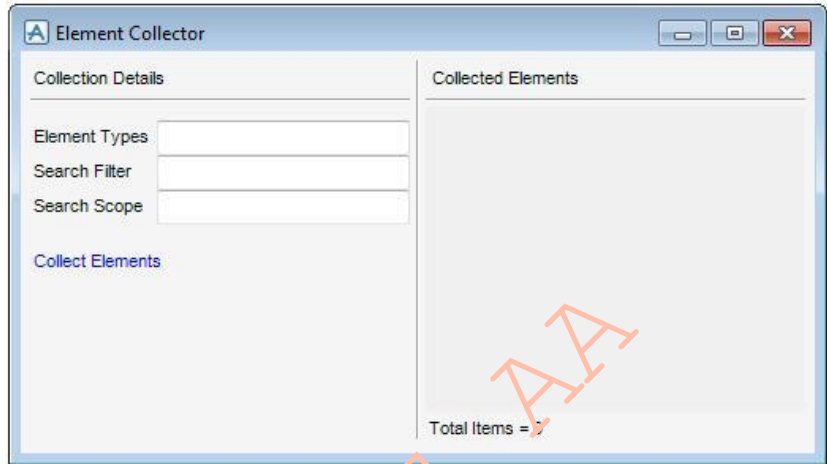 Element Collector
Collection Details
Element Types
Search Filter
Search Scope
Collect Elements
Collected Elements
Total Items =
AA